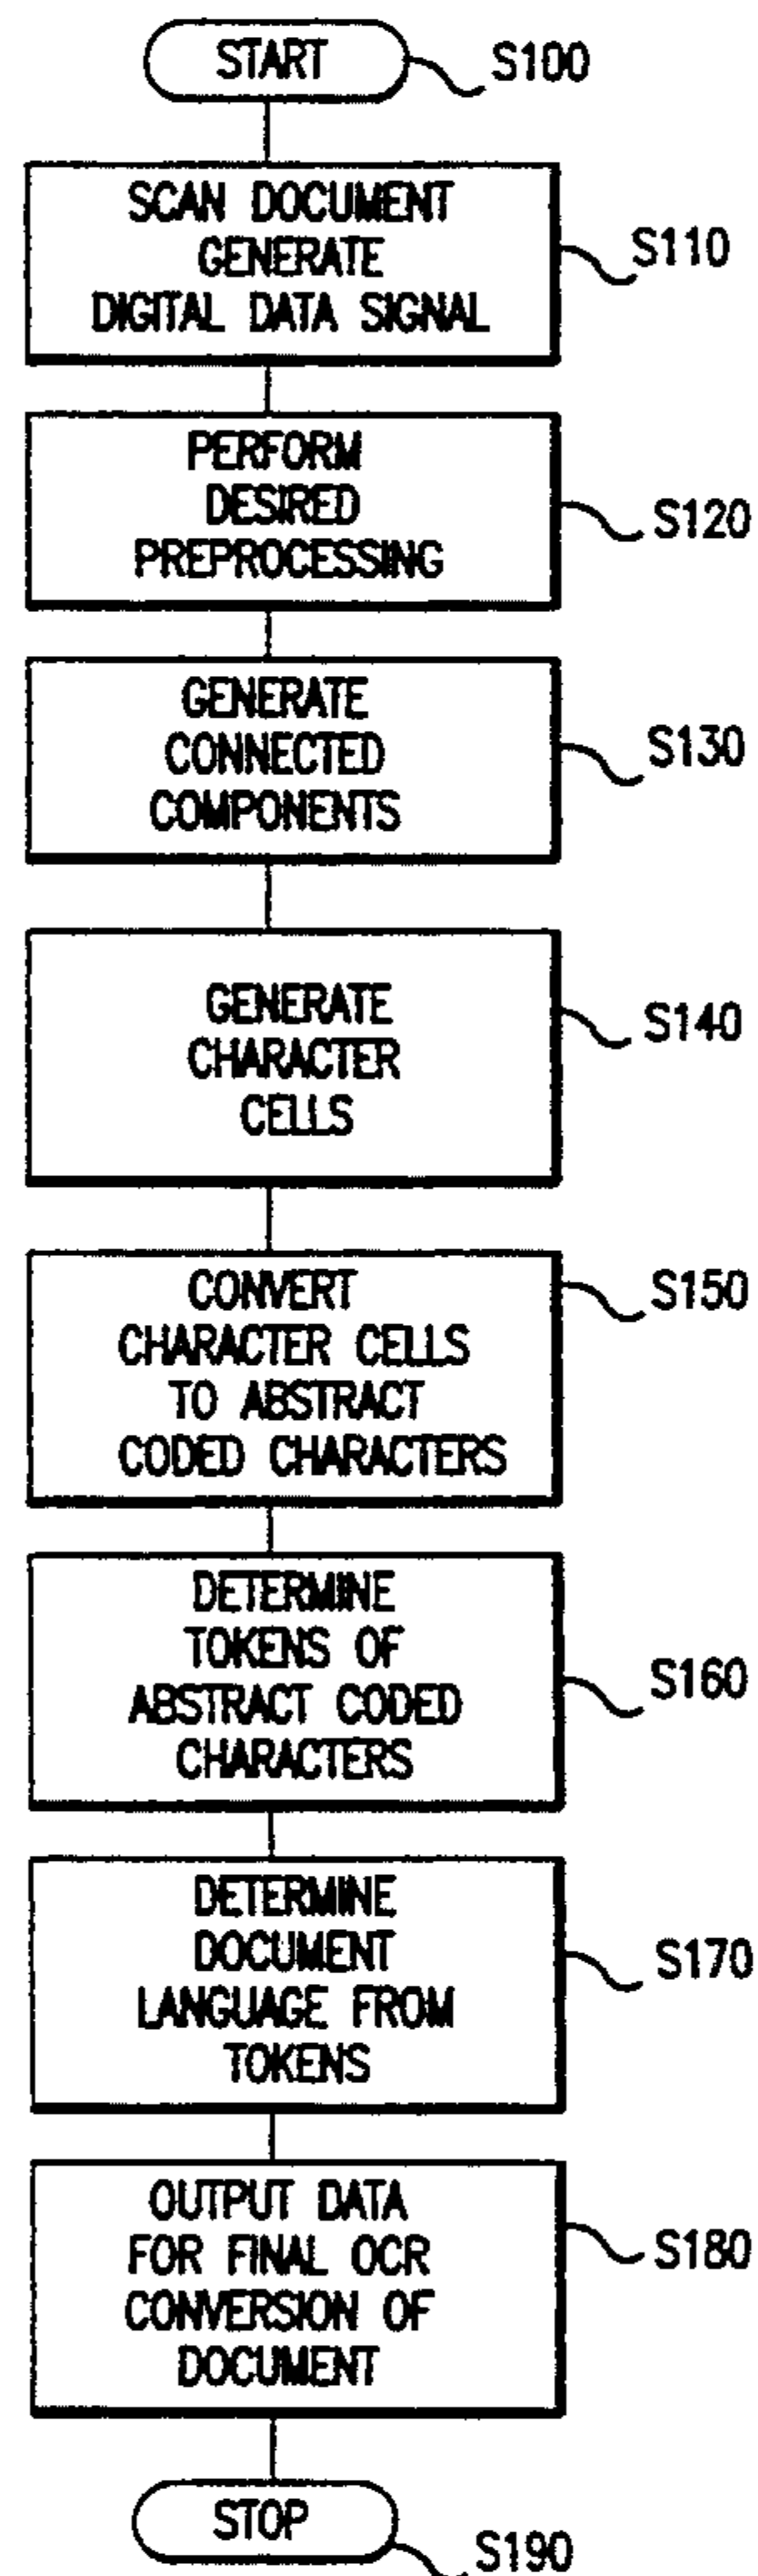 START
S100
SCAN DOCUMENT
GENERATE
DIGITAL DATA SIGNAL
S110
PERFORM
DESIRED
PREPROCESSING
S120
GENERATE
CONNECTED
COMPONENTS
S130
GENERATE
CHARACTER
CELLS
S140
CONVERT
CHARACTER CELLS
TO ABSTRACT
CODED CHARACTERS
S150
DETERMINE
TOKENS OF
ABSTRACT CODED
CHARACTERS
S160
DETERMINE
DOCUMENT
LANGUAGE FROM
TOKENS
S170
OUTPUT DATA
FOR FINAL OCR
CONVERSION OF
DOCUMENT
S180
STOP
S190